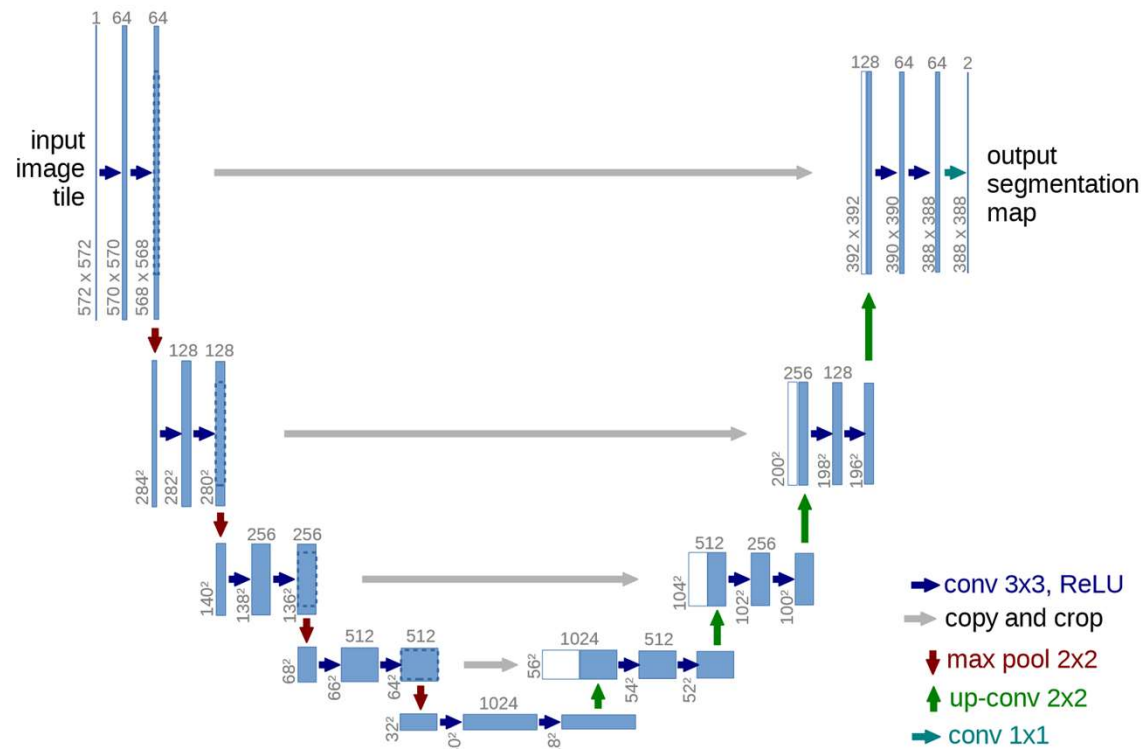 1 64 64
input
image
tile
572 x 572
570 x 570
568 x 568
128 64 64 2
output
segmentation
map
392 x 392
390 x 390
388 x 388
388 x 388
128 128
284²
282²
280²
256 128
200²
198²
196²
256 256
140²
138²
136²
512 256
104²
102²
100²
512 512
68²
66²
64²
1024 512
56²
54²
52²
1024
32²
0²
8²
conv 3x3, ReLU
copy and crop
max pool 2x2
up-conv 2x2
conv 1x1